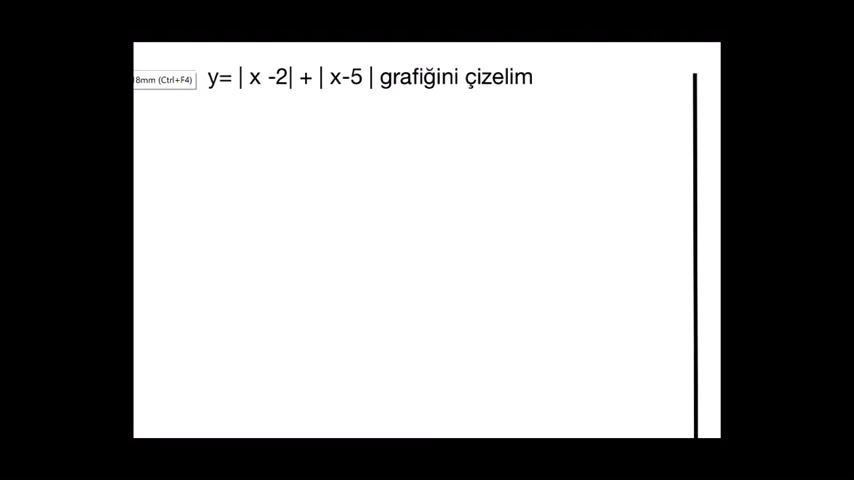 y= | x -2| + | x-5 | grafiğini çizelim
8mm (Ctrl+F4)